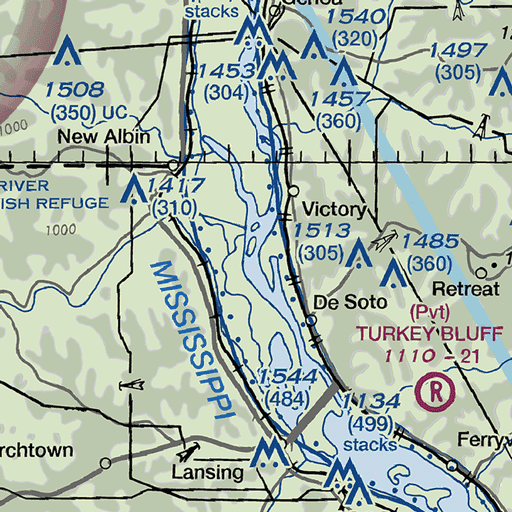 stacks
Genoa
1540
(320)
1497
(305)
1453
(304)
1508
(350) UC
1457
(360)
1000
New Albin
RIVER
ISH REFUGE
1417
(310)
1000
Victory
1513
(305)
1485
(360)
Retreat
MISSISSIPPI
De Soto
(Pvt)
TURKEY BLUFF
1110 - 21
R
1544
(484)
1134
(499)
stacks
rchtown
Lansing
Ferryv